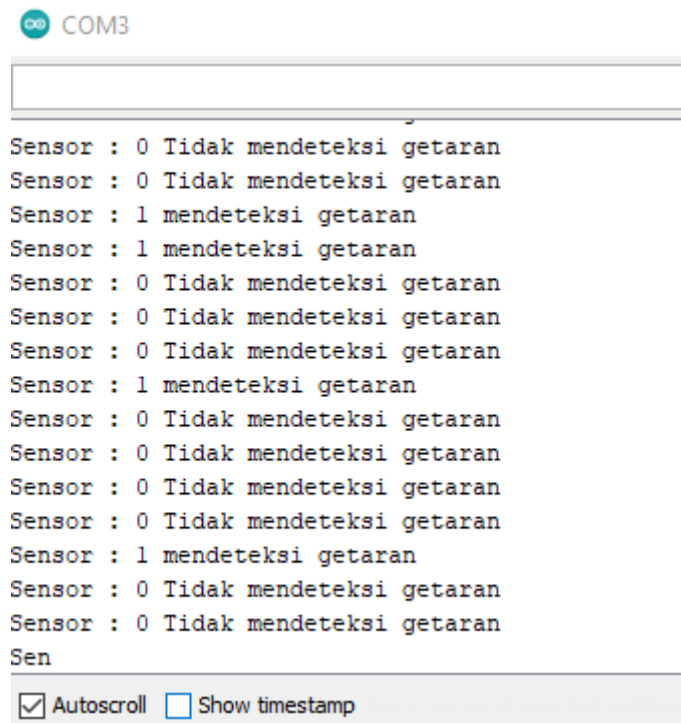 COM3
Sensor : 0 Tidak mendeteksi getaran
Sensor : 0 Tidak mendeteksi getaran
Sensor : 1 mendeteksi getaran
Sensor : 1 mendeteksi getaran
Sensor : 0 Tidak mendeteksi getaran
Sensor : 0 Tidak mendeteksi getaran
Sensor : 0 Tidak mendeteksi getaran
Sensor : 1 mendeteksi getaran
Sensor : 0 Tidak mendeteksi getaran
Sensor : 0 Tidak mendeteksi getaran
Sensor : 0 Tidak mendeteksi getaran
Sensor : 0 Tidak mendeteksi getaran
Sensor : 1 mendeteksi getaran
Sensor : 0 Tidak mendeteksi getaran
Sensor : 0 Tidak mendeteksi getaran
Sen
Autoscroll Show timestamp